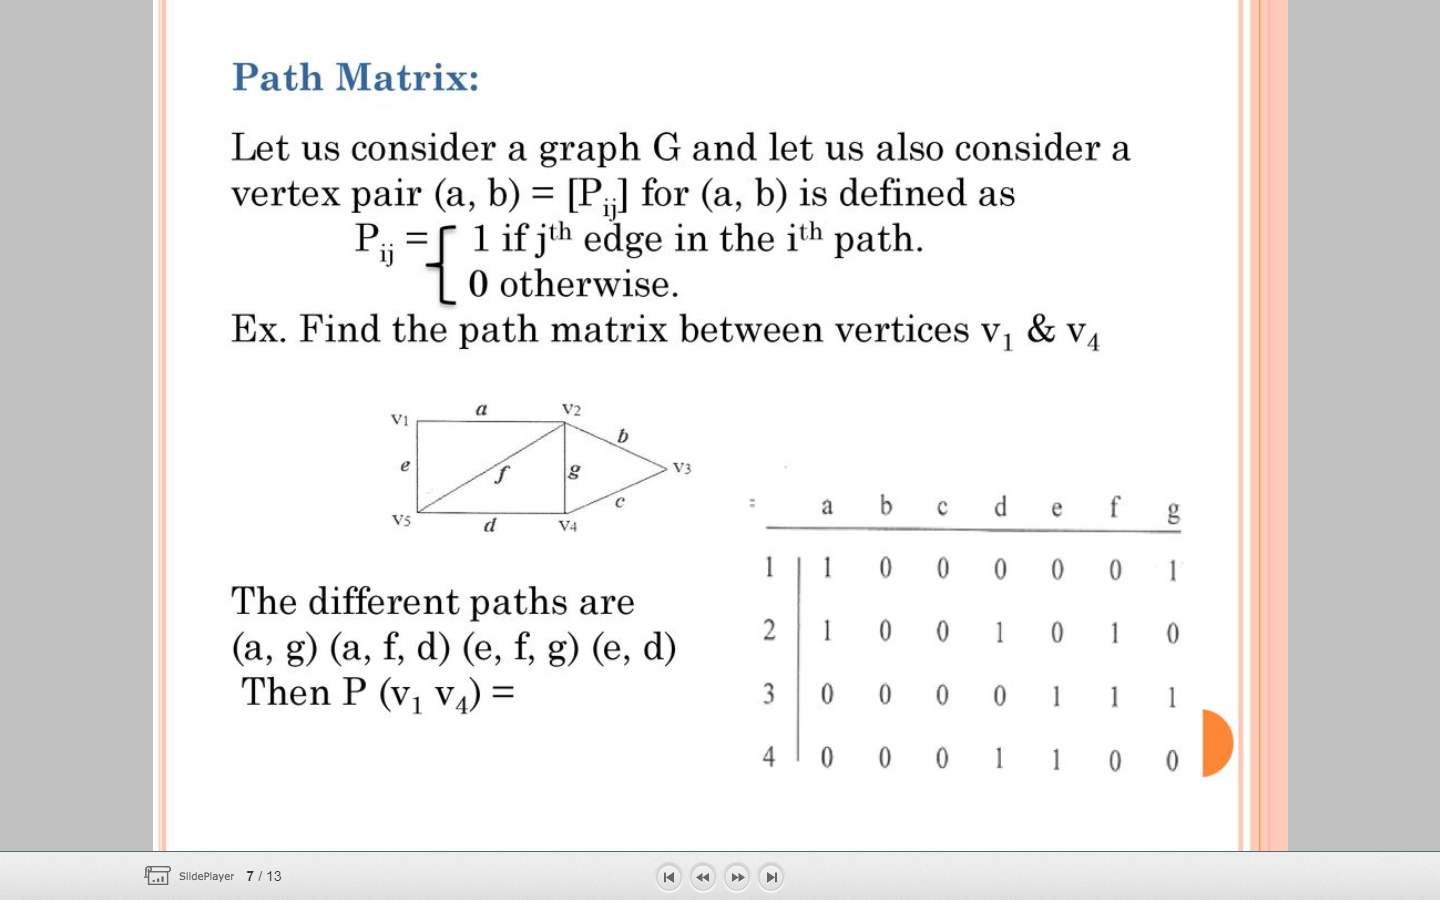 Path Matrix:
Let us consider a graph G and let us also consider a
vertex pair (a, b) = [Pij] for (a, b) is defined as
Pij = { 1 if jth edge in the ith path.
0 otherwise.
Ex. Find the path matrix between vertices v1 & v4
a
V1
V2
b
e
f
g
V3
c
V5
d
V4
The different paths are
(a, g) (a, f, d) (e, f, g) (e, d)
Then P (v1 v4) =
= a b c d e f g
1 1 0 0 0 0 0 1
2 1 0 0 1 0 1 0
3 0 0 0 0 1 1 1
4 0 0 0 1 1 0 0
SlidePlayer 7 / 13